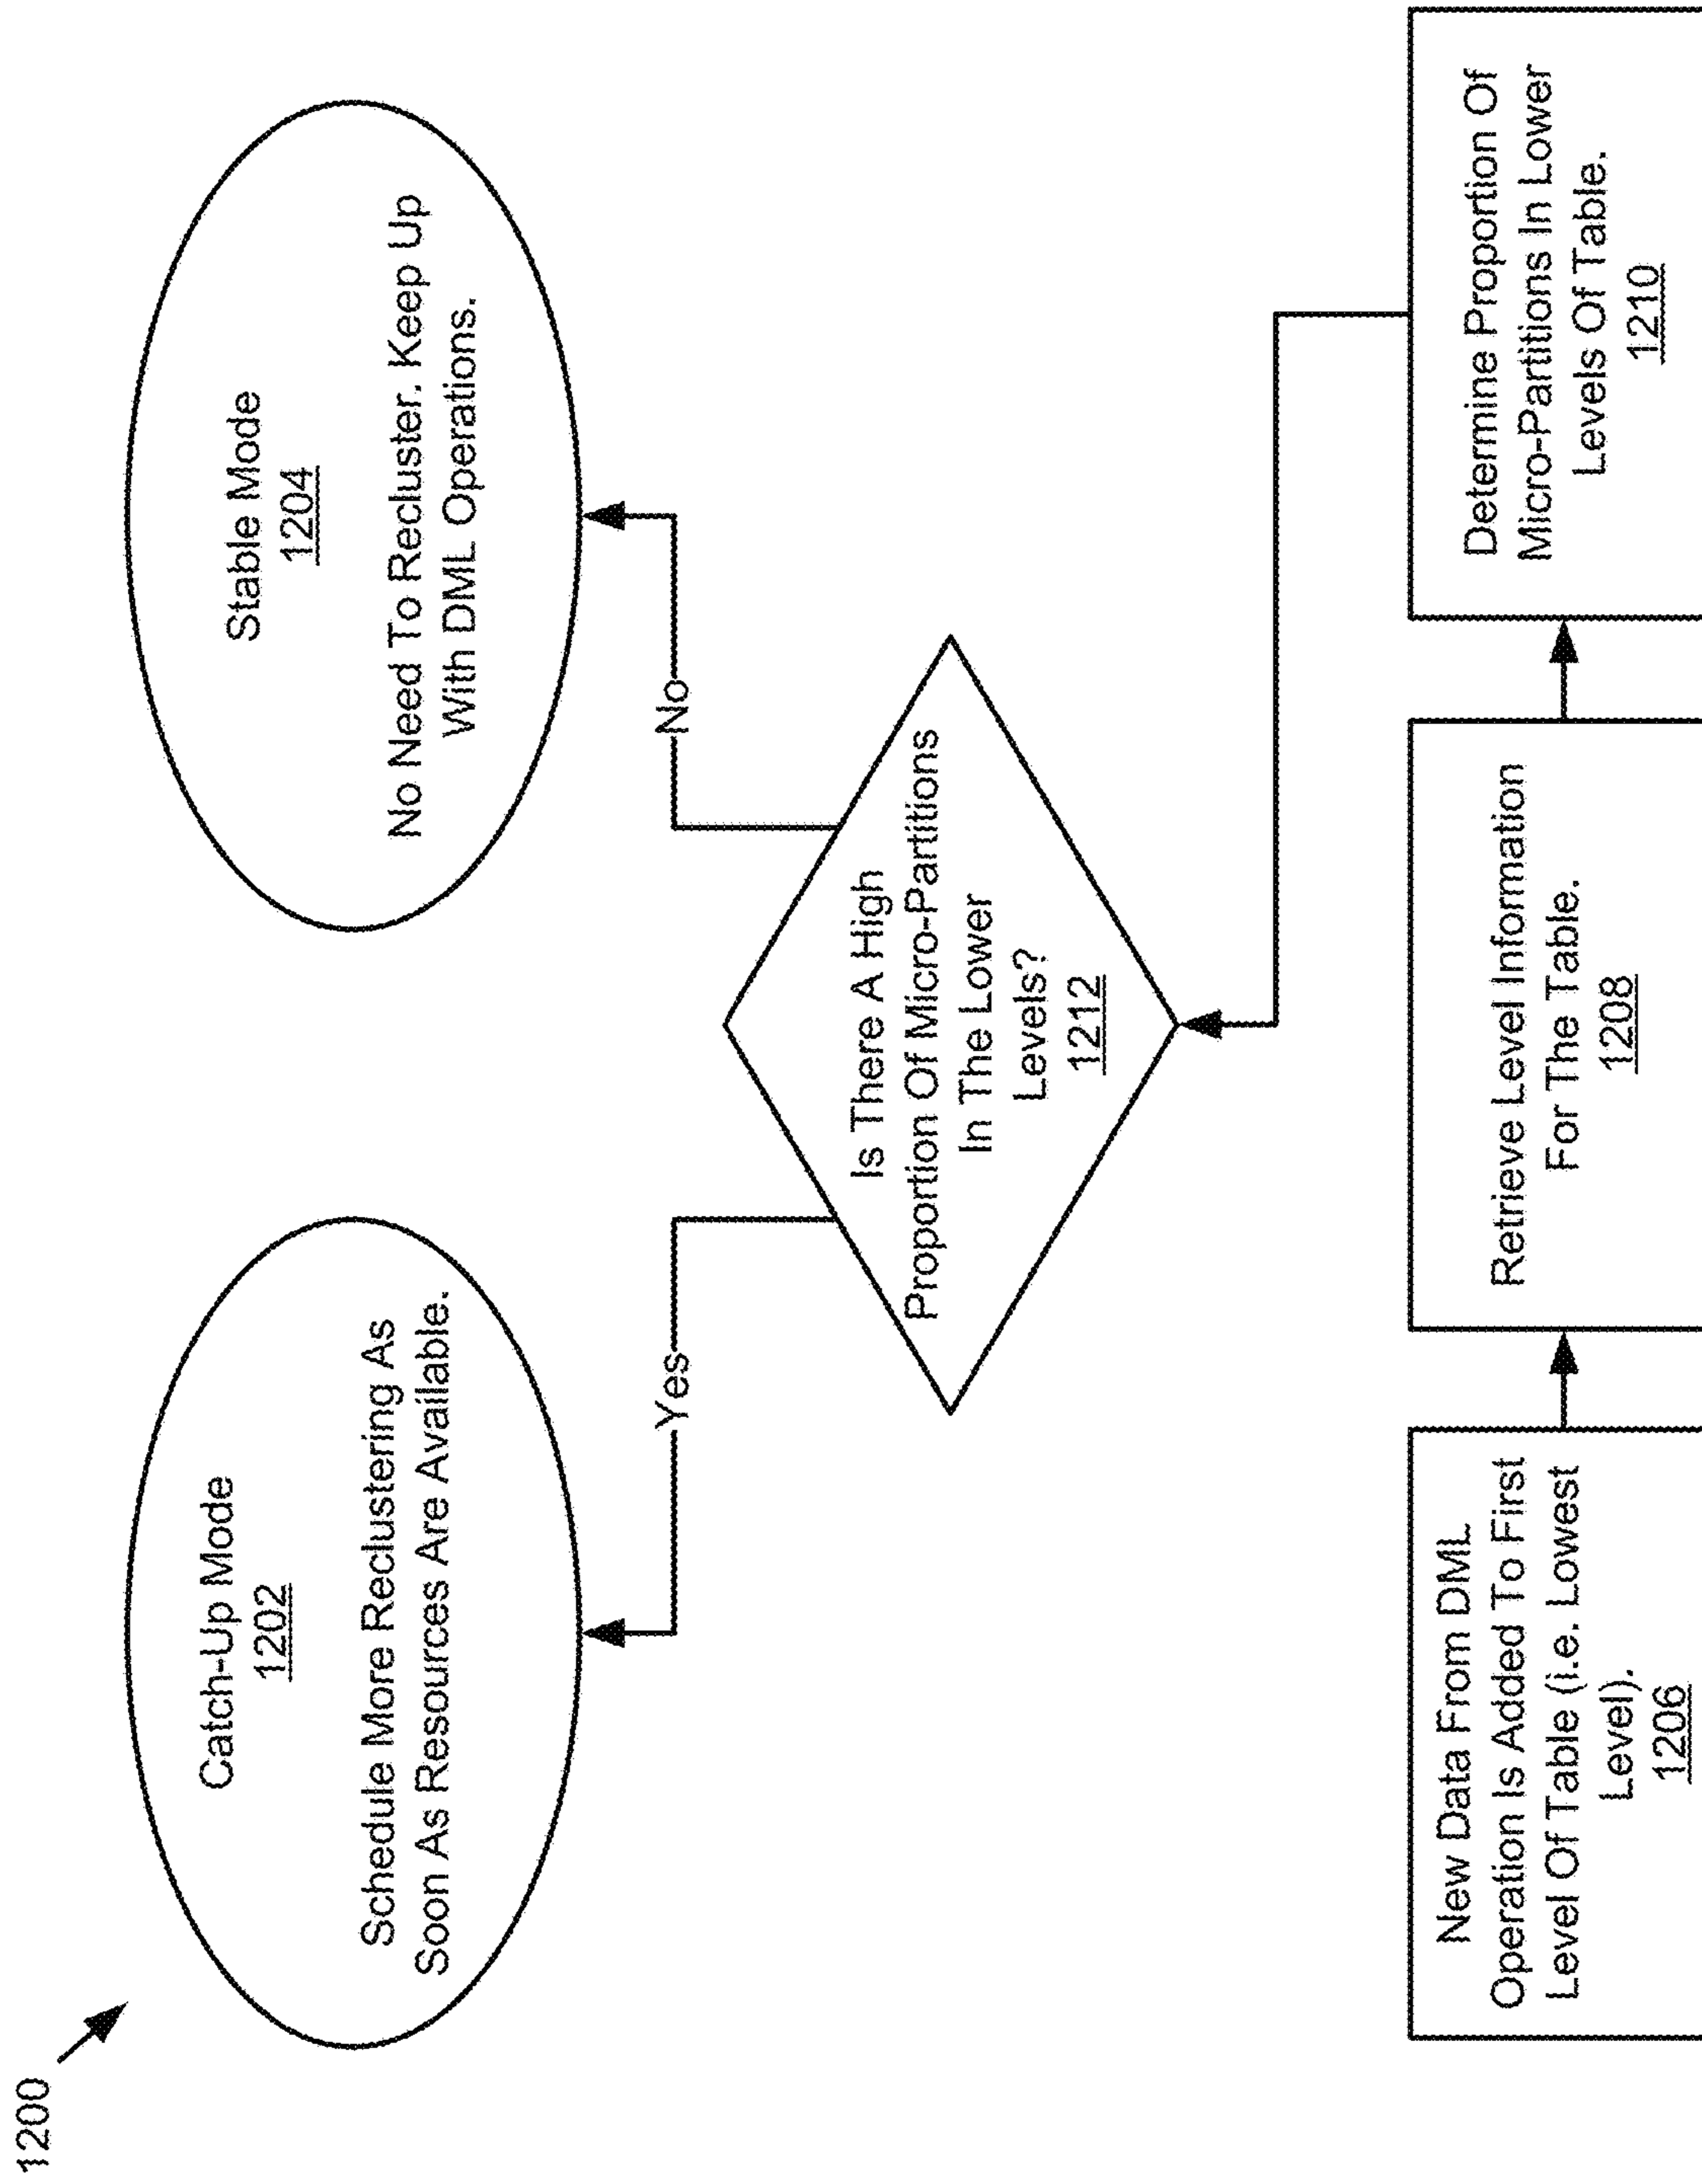 1200
Catch-Up Mode
1202
Schedule More Reclustering As
Soon As Resources Are Available.
Stable Mode
1204
No Need To Recluster. Keep Up
With DML Operations.
Yes
No
Is There A High
Proportion Of Micro-Partitions
In The Lower
Levels?
1212
New Data From DML
Operation Is Added To First
Level Of Table (i.e. Lowest
Level).
1206
Retrieve Level Information
For The Table.
1208
Determine Proportion Of
Micro-Partitions In Lower
Levels Of Table.
1210